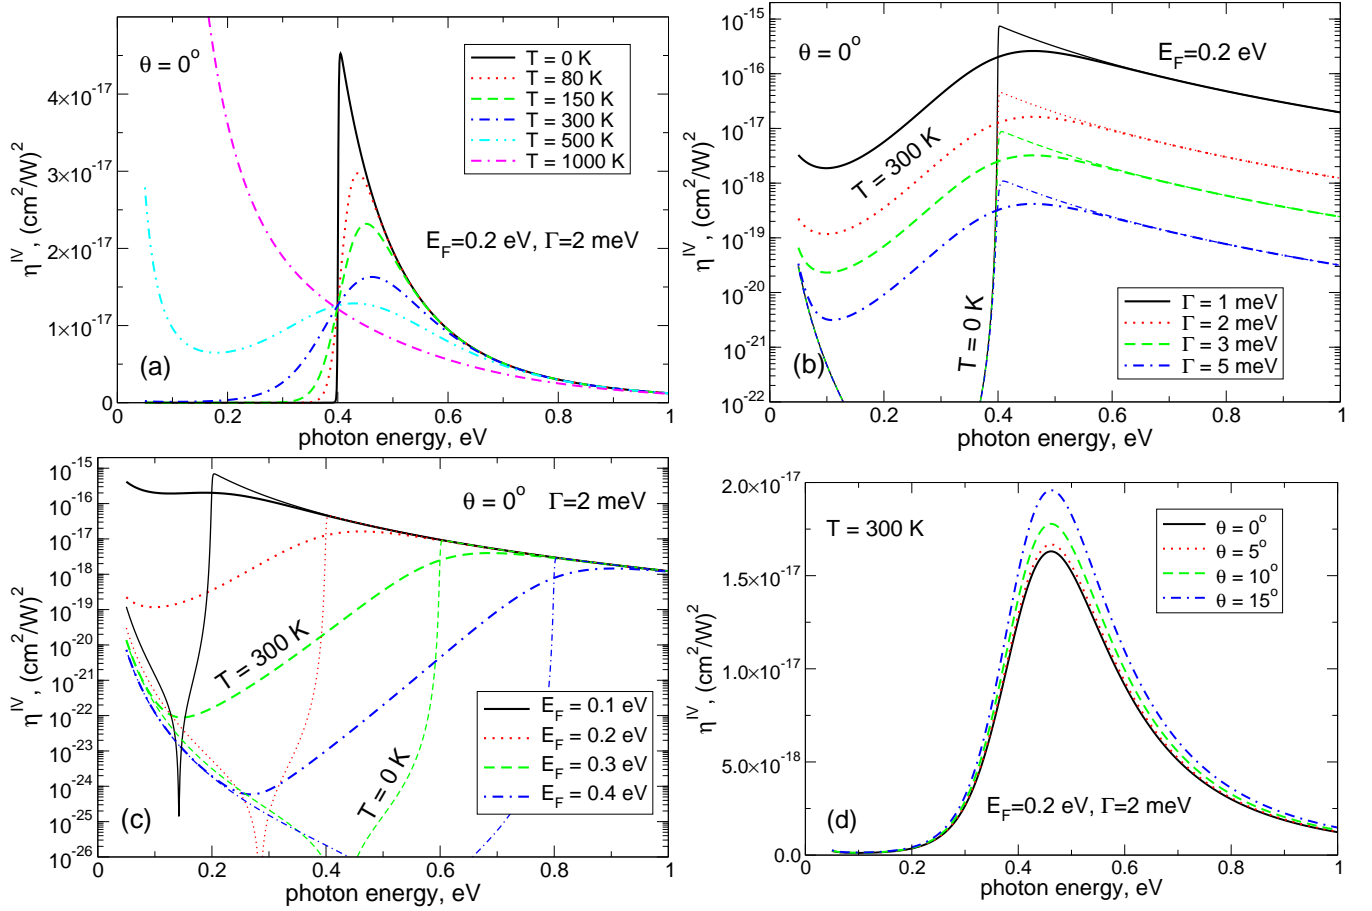 θ = 0°
T = 0 K
T = 80 K
T = 150 K
T = 300 K
T = 500 K
T = 1000 K
E_F=0.2 eV, Γ=2 meV
(a)
4×10^-17
3×10^-17
2×10^-17
1×10^-17
0
0 0.2 0.4 0.6 0.8 1
photon energy, eV
η^IV, (cm^2/W)^2
θ = 0°
E_F=0.2 eV
T = 300 K
T = 0 K
Γ = 1 meV
Γ = 2 meV
Γ = 3 meV
Γ = 5 meV
(b)
10^-15
10^-16
10^-17
10^-18
10^-19
10^-20
10^-21
10^-22
0 0.2 0.4 0.6 0.8 1
photon energy, eV
η^IV, (cm^2/W)^2
θ = 0° Γ=2 meV
T = 300 K
T = 0 K
E_F = 0.1 eV
E_F = 0.2 eV
E_F = 0.3 eV
E_F = 0.4 eV
(c)
10^-15
10^-16
10^-17
10^-18
10^-19
10^-20
10^-21
10^-22
10^-23
10^-24
10^-25
10^-26
0 0.2 0.4 0.6 0.8 1
photon energy, eV
η^IV, (cm^2/W)^2
T = 300 K
θ = 0°
θ = 5°
θ = 10°
θ = 15°
E_F=0.2 eV, Γ=2 meV
(d)
2.0×10^-17
1.5×10^-17
1.0×10^-17
5.0×10^-18
0.0
0 0.2 0.4 0.6 0.8 1
photon energy, eV
η^IV, (cm^2/W)^2